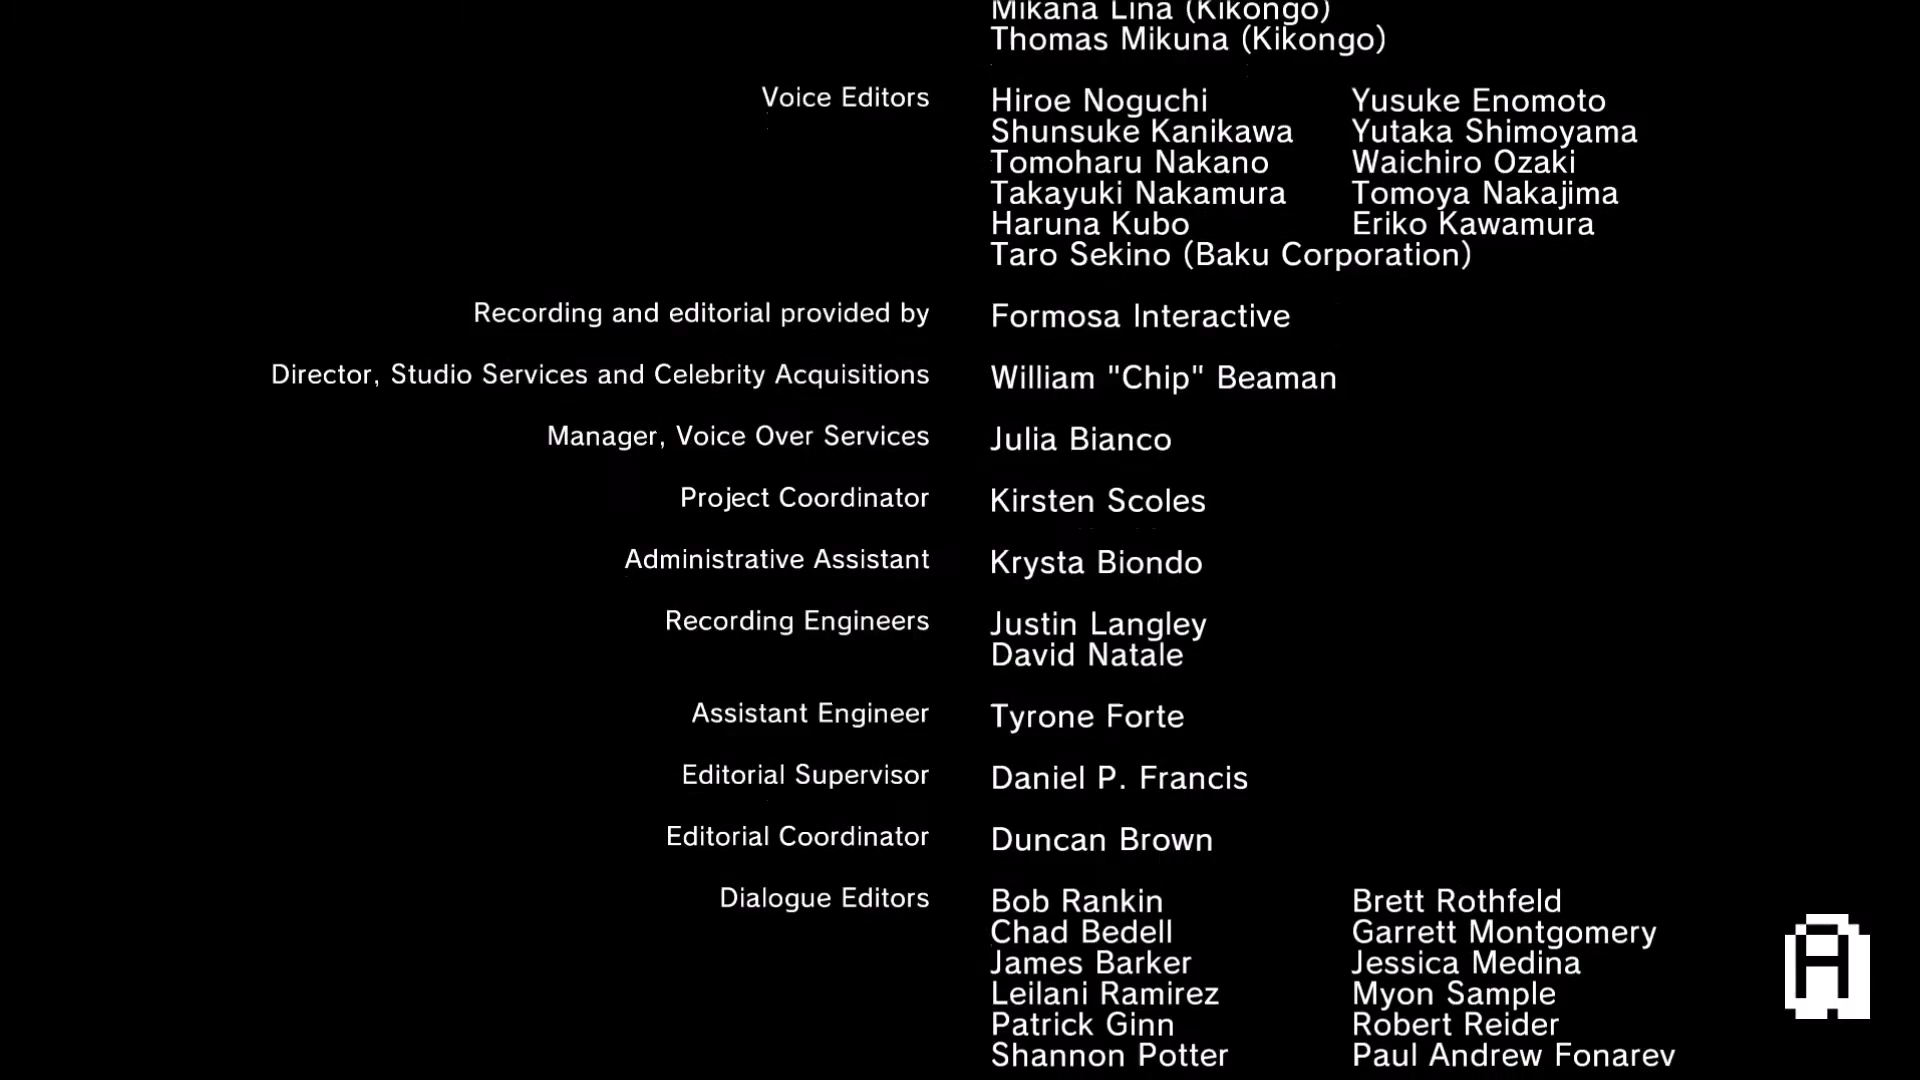 Mikana Lina (Kikongo)
Thomas Mikuna (Kikongo)
Voice Editors Hiroe Noguchi Yusuke Enomoto
Shunsuke Kanikawa Yutaka Shimoyama
Tomoharu Nakano Waichiro Ozaki
Takayuki Nakamura Tomoya Nakajima
Haruna Kubo Eriko Kawamura
Taro Sekino (Baku Corporation)
Recording and editorial provided by Formosa Interactive
Director, Studio Services and Celebrity Acquisitions William "Chip" Beaman
Manager, Voice Over Services Julia Bianco
Project Coordinator Kirsten Scoles
Administrative Assistant Krysta Biondo
Recording Engineers Justin Langley
David Natale
Assistant Engineer Tyrone Forte
Editorial Supervisor Daniel P. Francis
Editorial Coordinator Duncan Brown
Dialogue Editors Bob Rankin Brett Rothfeld
Chad Bedell Garrett Montgomery
James Barker Jessica Medina
Leilani Ramirez Myon Sample
Patrick Ginn Robert Reider
Shannon Potter Paul Andrew Fonarev
A